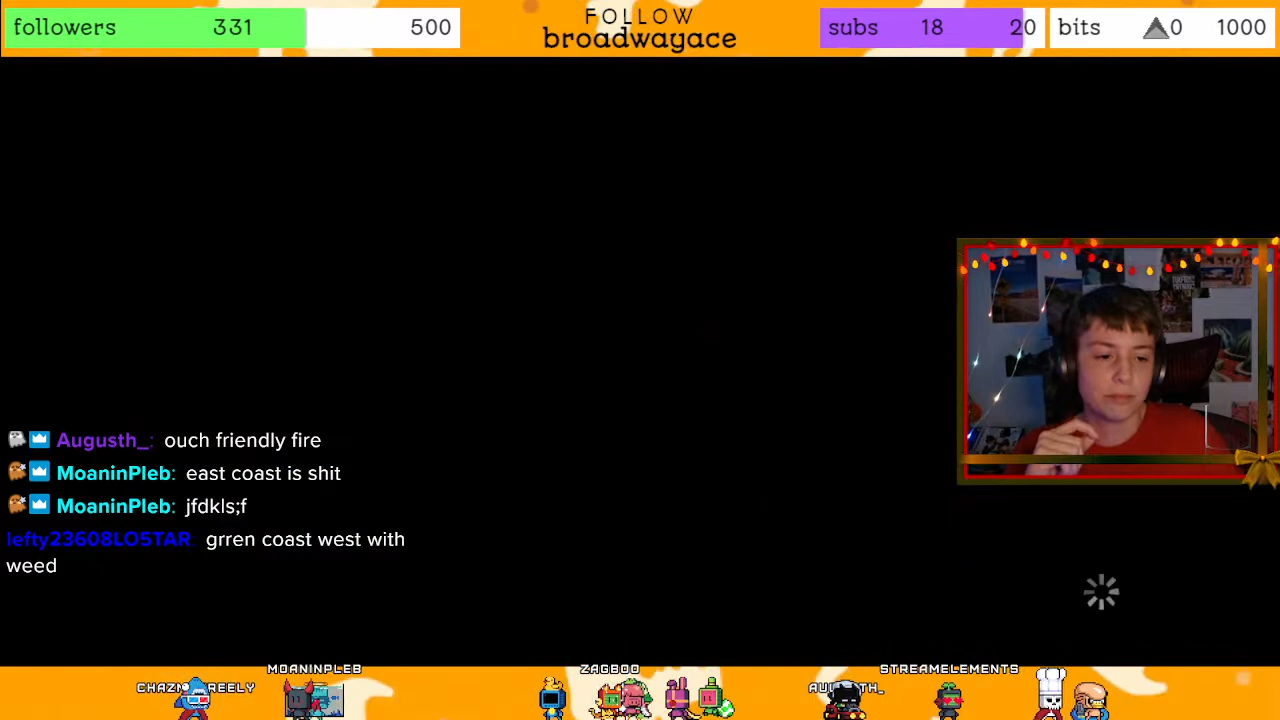 followers 331 500
FOLLOW
broadwayace
subs 18 20
bits 0 1000
Augusth_: ouch friendly fire
MoaninPleb: east coast is shit
MoaninPleb: jfdkls;f
lefty23608LO5TAR: grren coast west with
weed
MOANINPLEB
ZAGBOO
STREAMELEMENTS